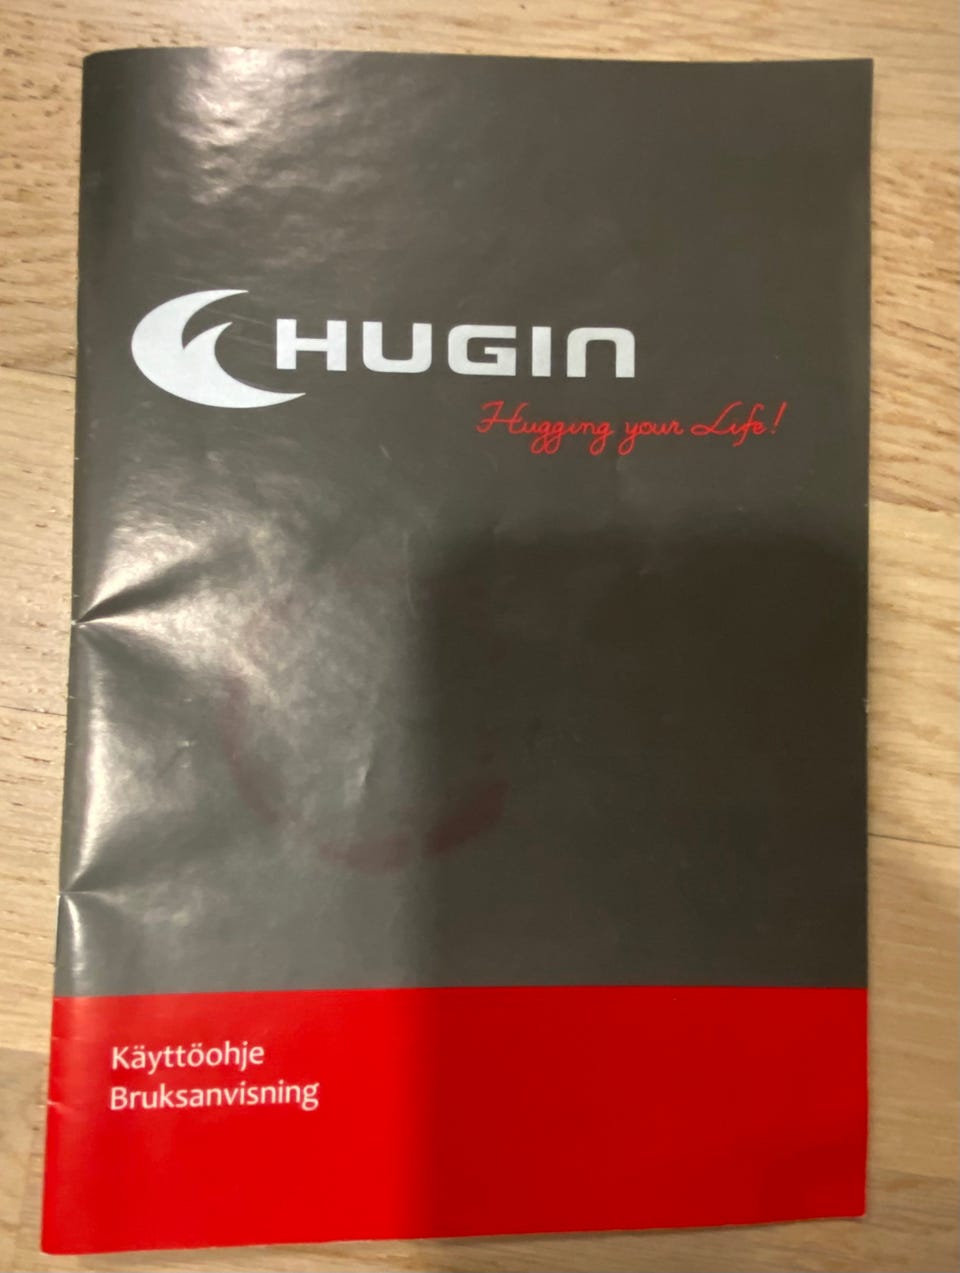 HUGIN
Hugging your Life!
Käyttöohje
Bruksanvisning